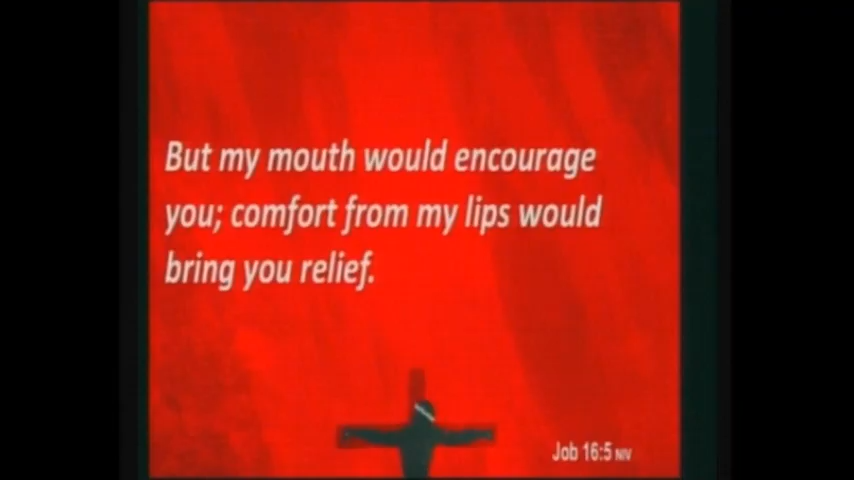 But my mouth would encourage
you; comfort from my lips would
bring you relief.
Job 16:5 NIV